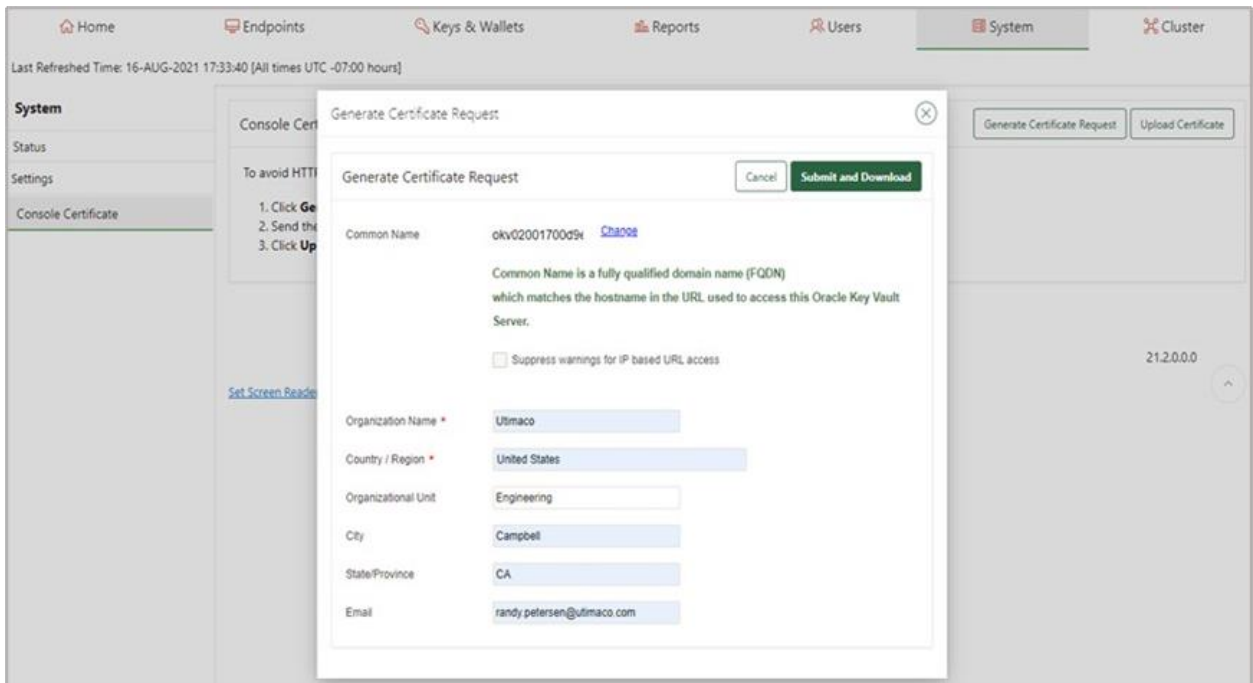 Home Endpoints Keys & Wallets Reports Users System Cluster
Last Refreshed Time: 16-AUG-2021 17:33:40 [All times UTC -07:00 hours]
System
Status
Settings
Console Certificate
Console Cert
Generate Certificate Request Upload Certificate
To avoid HTT
1. Click Ge
2. Send the
3. Click Up
Set Screen Reade
21.2.0.0.0
Generate Certificate Request
Generate Certificate Request Cancel Submit and Download
Common Name okv02001700d9e Change
Common Name is a fully qualified domain name (FQDN)
which matches the hostname in the URL used to access this Oracle Key Vault
Server.
Suppress warnings for IP based URL access
Organization Name * Utimaco
Country / Region * United States
Organizational Unit Engineering
City Campbell
State/Province CA
Email randy.petersen@utimaco.com